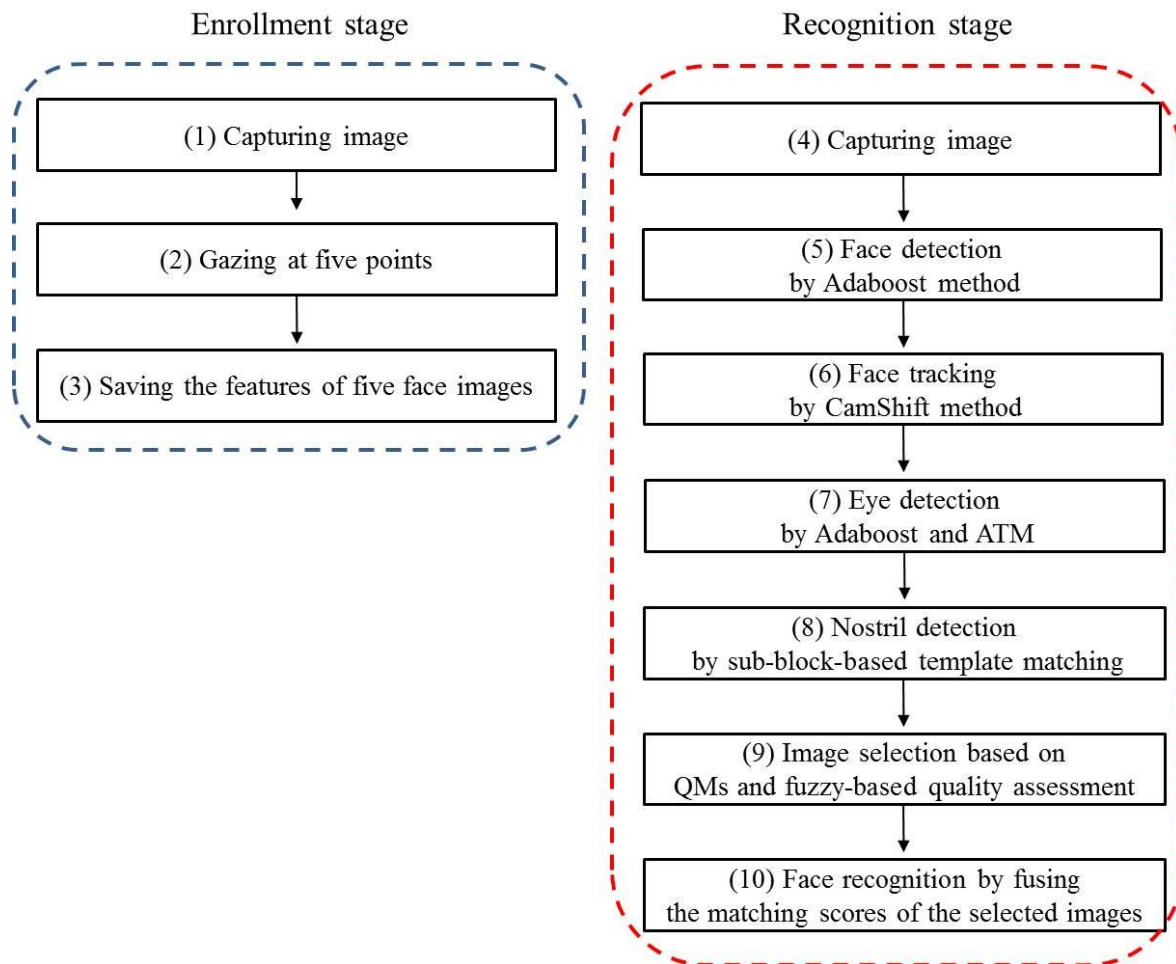 Enrollment stage
(1) Capturing image
(2) Gazing at five points
(3) Saving the features of five face images
Recognition stage
(4) Capturing image
(5) Face detection
by Adaboost method
(6) Face tracking
by CamShift method
(7) Eye detection
by Adaboost and ATM
(8) Nostril detection
by sub-block-based template matching
(9) Image selection based on
QMs and fuzzy-based quality assessment
(10) Face recognition by fusing
the matching scores of the selected images